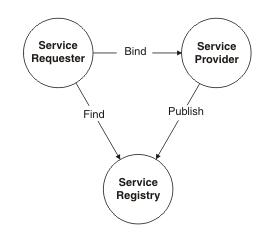 Service
Requester
Bind
Service
Provider
Find
Publish
Service
Registry